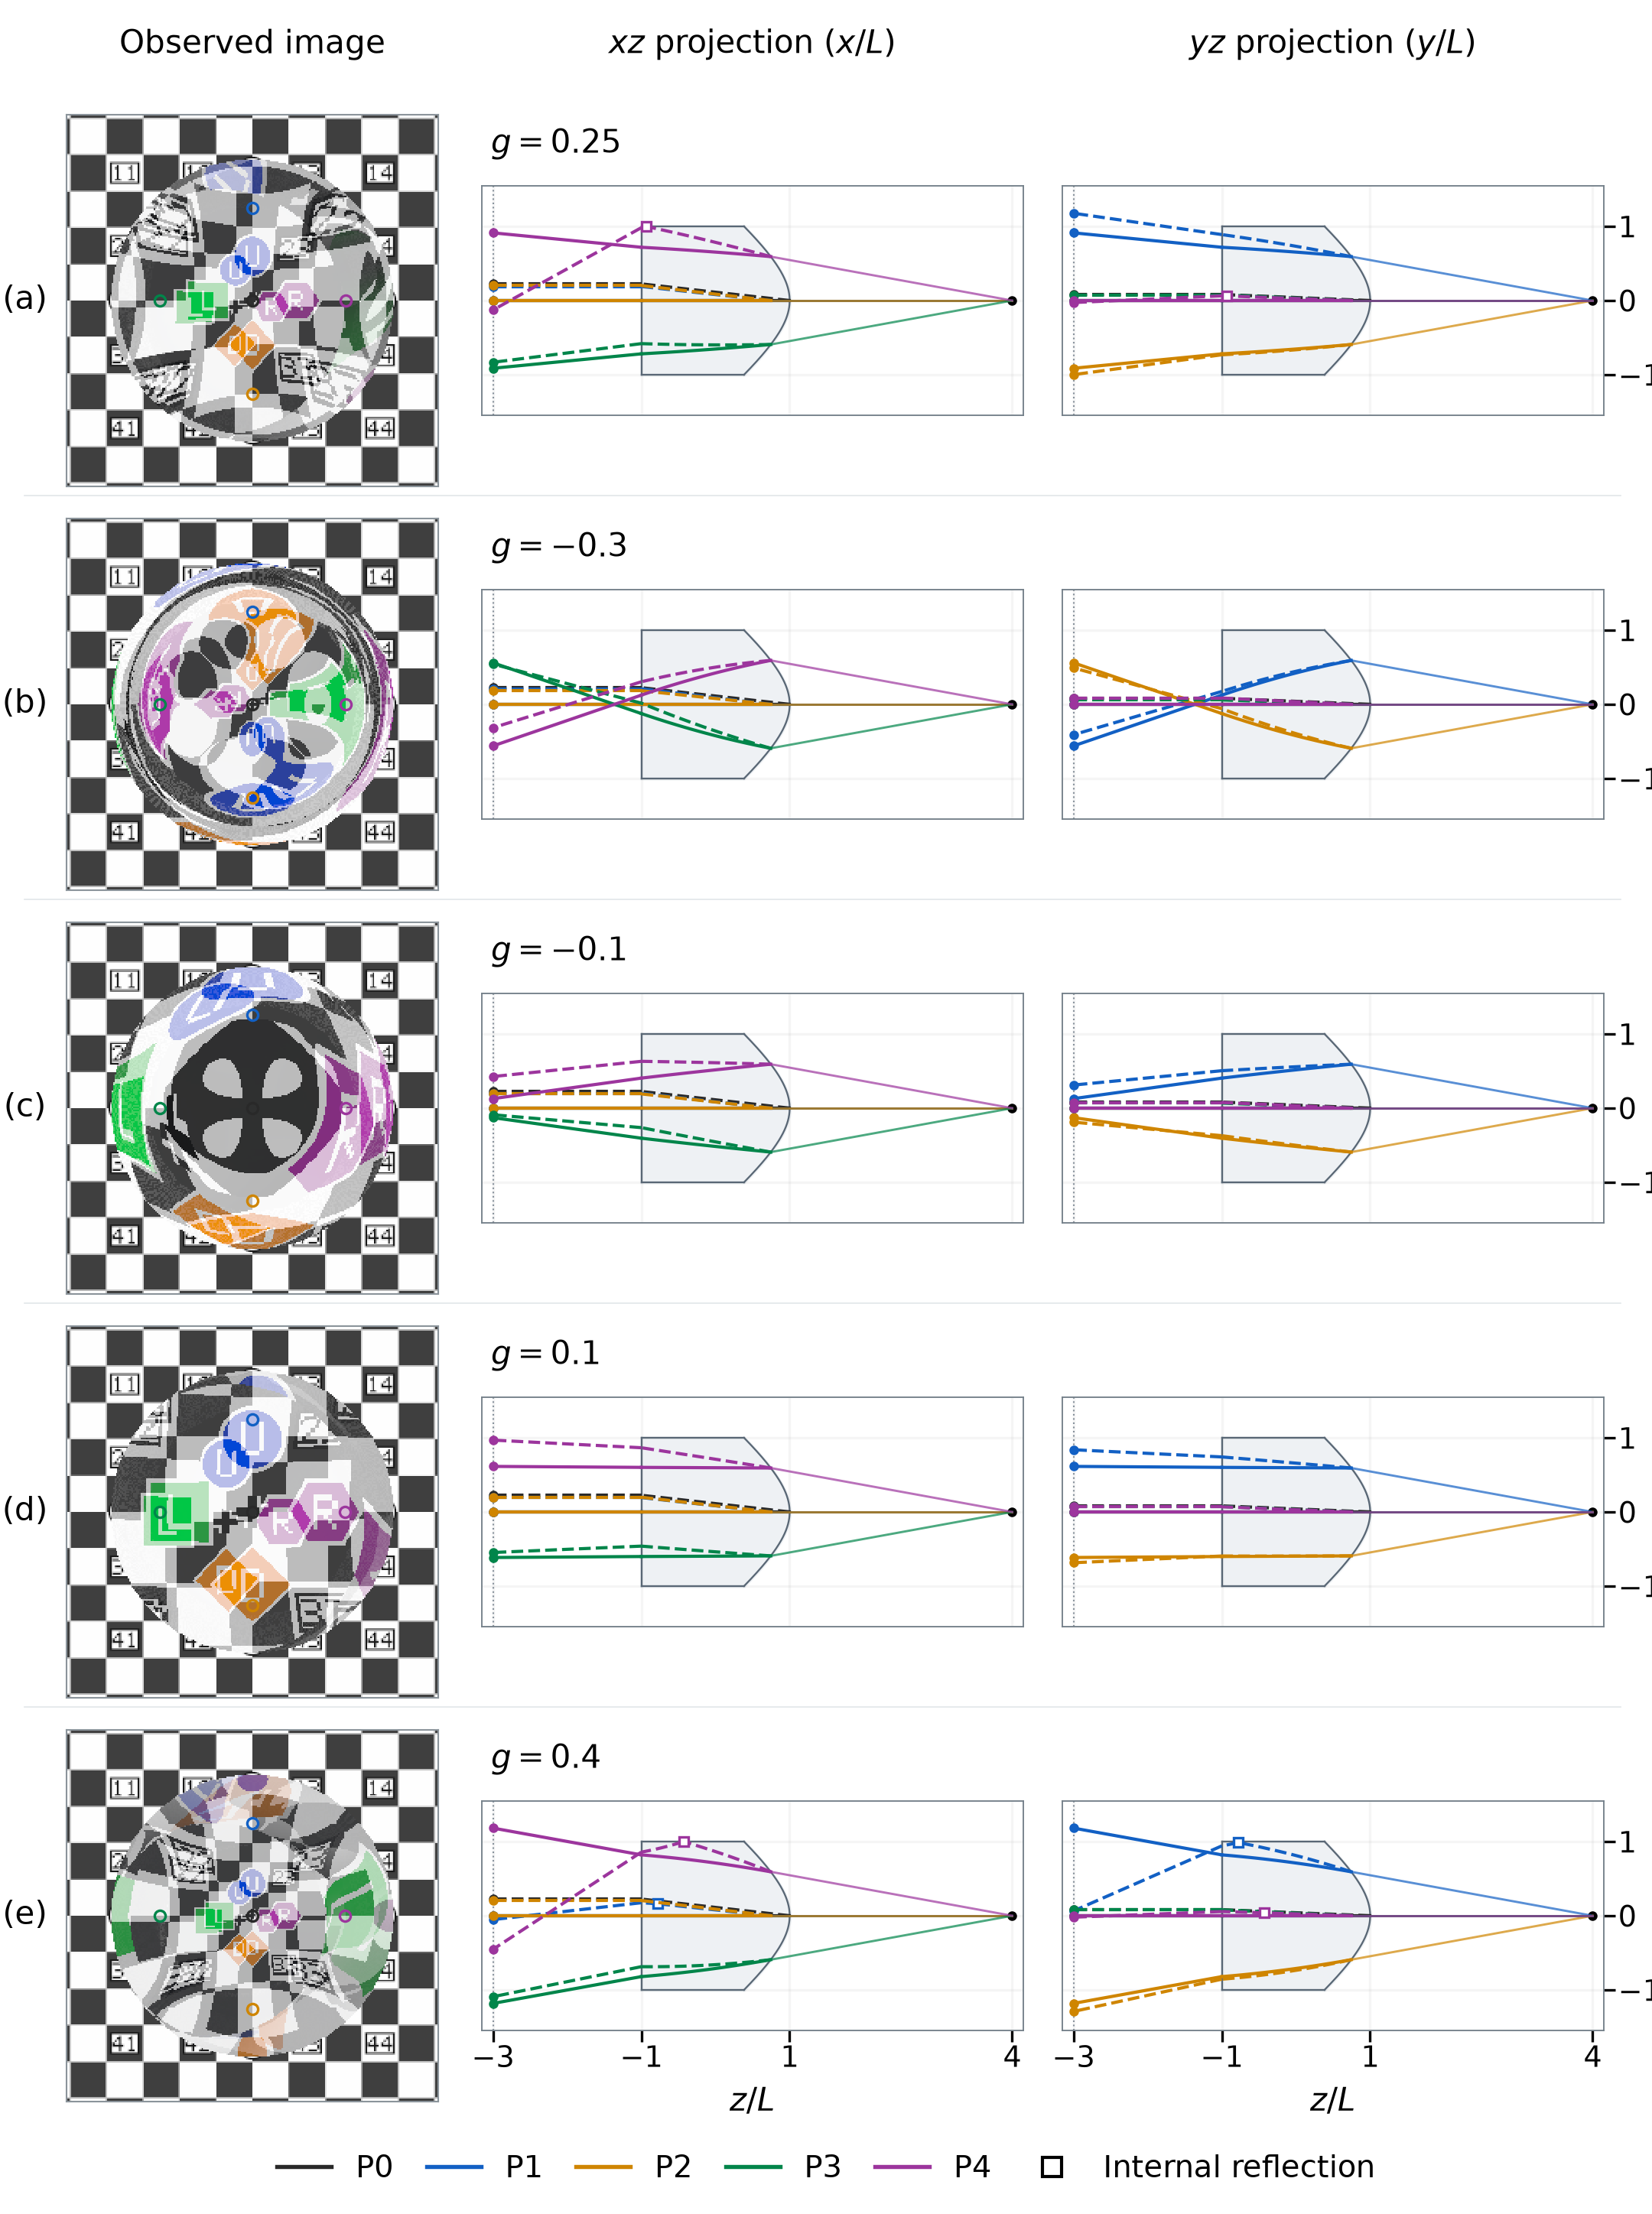 Observed image
xz projection (x/L)
yz projection (y/L)
(a)
11
14
41
44
U
L
R
g = 0.25
1
0
−1
(b)
11
14
41
44
g = −0.3
1
0
−1
(c)
11
14
41
44
g = −0.1
1
0
−1
(d)
11
14
41
44
U
U
L
R
R
g = 0.1
1
0
−1
(e)
11
14
41
44
U
L
R
g = 0.4
1
0
−1
−3
−1
1
4
−3
−1
1
4
z/L
z/L
P0
P1
P2
P3
P4
Internal reflection